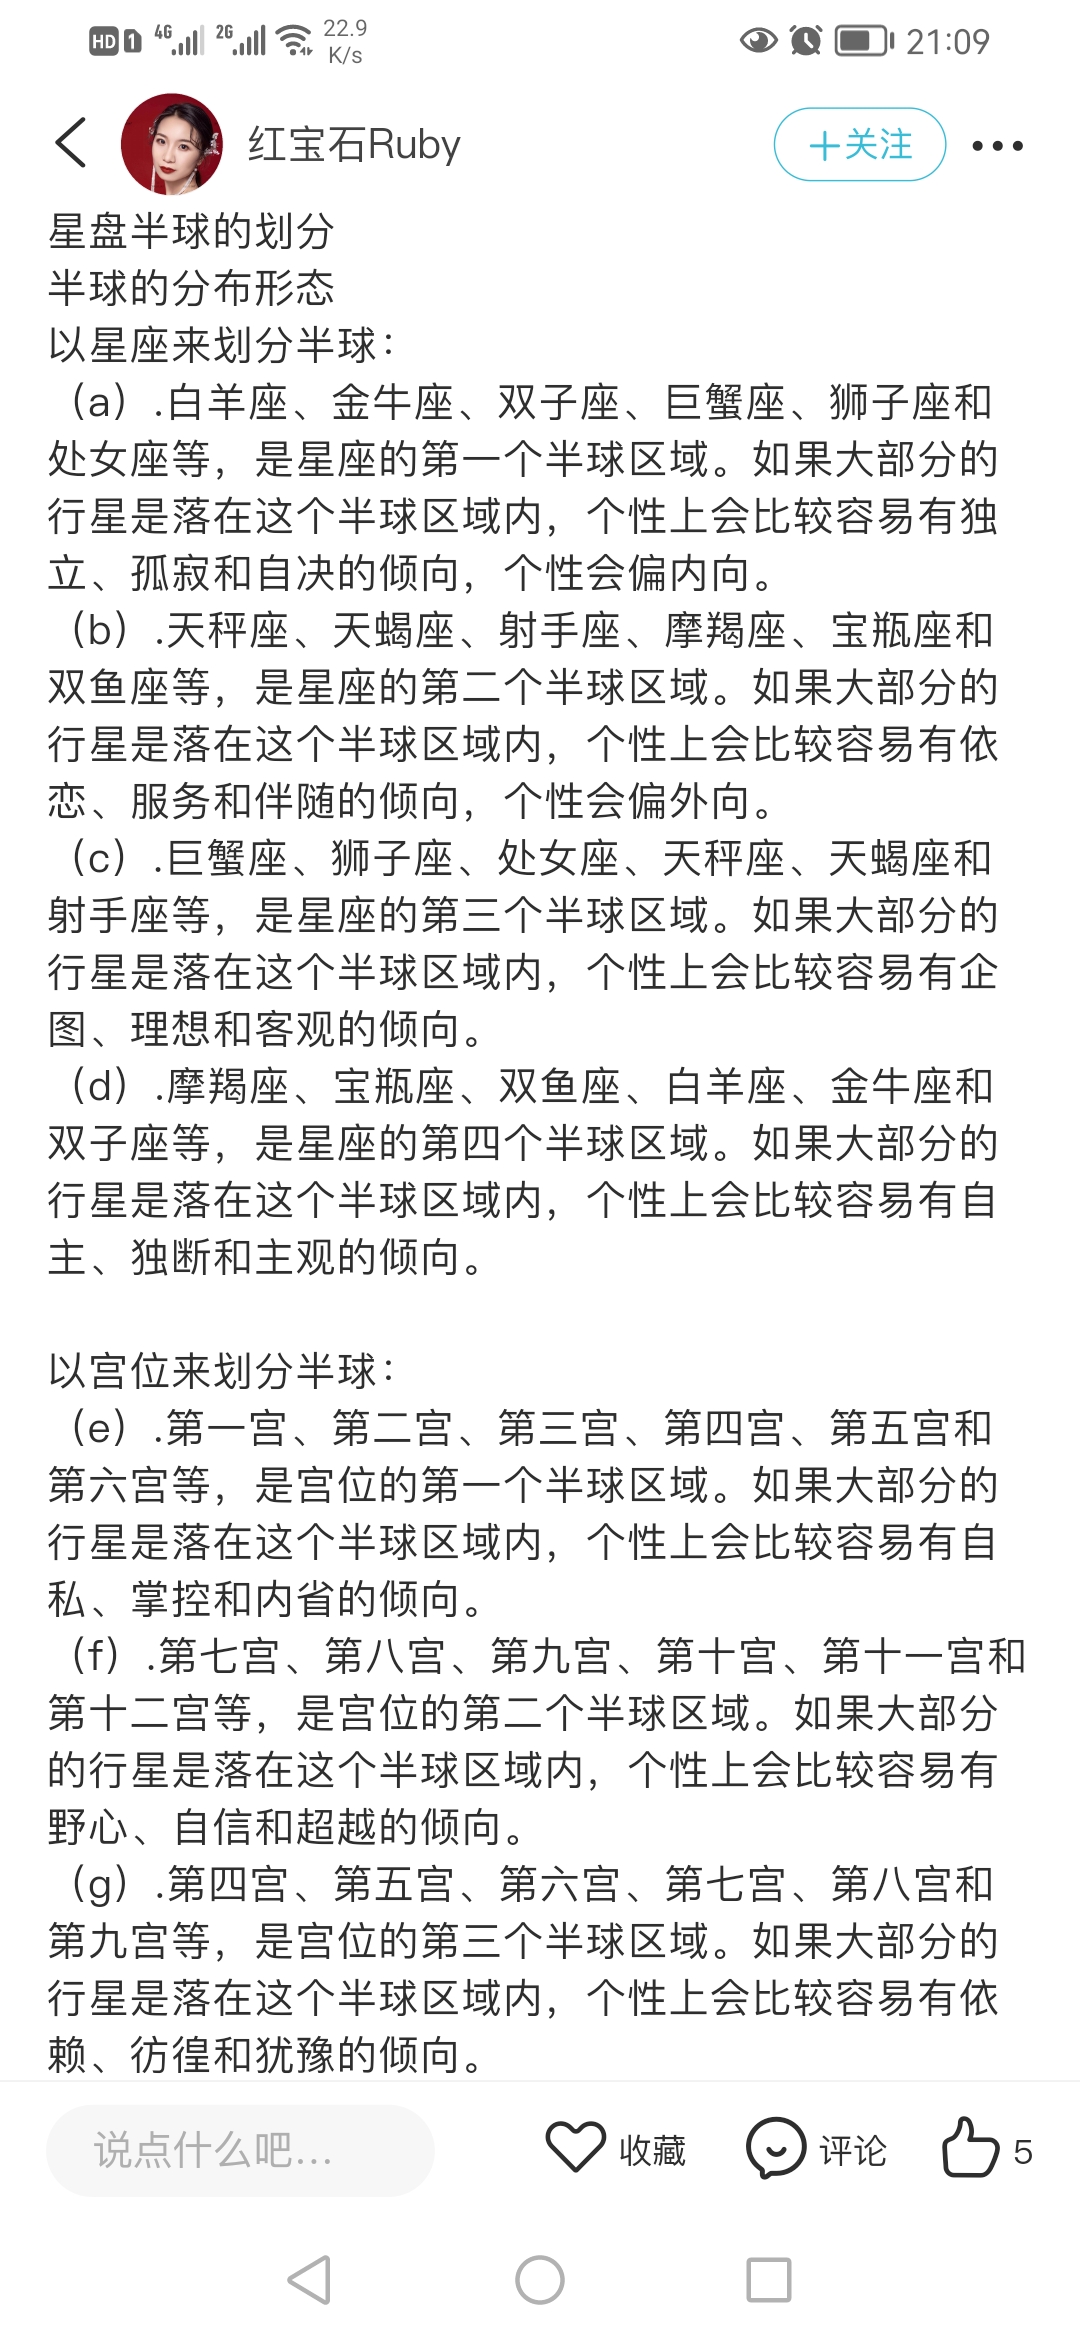 HD 1 4G 2G 22.9 K/s 21:09
红宝石Ruby
+关注
星盘半球的划分
半球的分布形态
以星座来划分半球：
（a）.白羊座、金牛座、双子座、巨蟹座、狮子座和
处女座等，是星座的第一个半球区域。如果大部分的
行星是落在这个半球区域内，个性上会比较容易有独
立、孤寂和自决的倾向，个性会偏内向。
（b）.天秤座、天蝎座、射手座、摩羯座、宝瓶座和
双鱼座等，是星座的第二个半球区域。如果大部分的
行星是落在这个半球区域内，个性上会比较容易有依
恋、服务和伴随的倾向，个性会偏外向。
（c）.巨蟹座、狮子座、处女座、天秤座、天蝎座和
射手座等，是星座的第三个半球区域。如果大部分的
行星是落在这个半球区域内，个性上会比较容易有企
图、理想和客观的倾向。
（d）.摩羯座、宝瓶座、双鱼座、白羊座、金牛座和
双子座等，是星座的第四个半球区域。如果大部分的
行星是落在这个半球区域内，个性上会比较容易有自
主、独断和主观的倾向。
以宫位来划分半球：
（e）.第一宫、第二宫、第三宫、第四宫、第五宫和
第六宫等，是宫位的第一个半球区域。如果大部分的
行星是落在这个半球区域内，个性上会比较容易有自
私、掌控和内省的倾向。
（f）.第七宫、第八宫、第九宫、第十宫、第十一宫和
第十二宫等，是宫位的第二个半球区域。如果大部分
的行星是落在这个半球区域内，个性上会比较容易有
野心、自信和超越的倾向。
（g）.第四宫、第五宫、第六宫、第七宫、第八宫和
第九宫等，是宫位的第三个半球区域。如果大部分的
行星是落在这个半球区域内，个性上会比较容易有依
赖、彷徨和犹豫的倾向。
说点什么吧... 收藏 评论 5